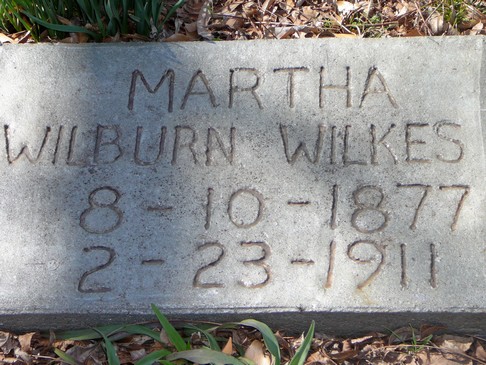 MARTHA
WILBURN WILKES
8-10-1877
2-23-1911